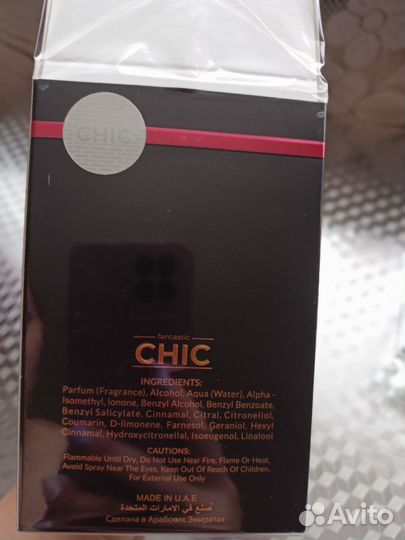 CHIC
fantastic
CHIC
INGREDIENTS:
Parfum (Fragrance), Alcohol, Aqua (Water), Alpha -
Isomethyl, Ionone, Benzyl Alcohol, Benzyl Benzoate,
Benzyl Salicylate, Cinnamal, Citral, Citronellol,
Coumarin, D-limonene, Farnesol, Geraniol, Hexyl
Cinnamal, Hydroxycitronellal, Isoeugenol, Linalool
CAUTIONS:
Flammable Until Dry, Do Not Use Near Fire, Flame Or Heat,
Avoid Spray Near The Eyes, Keep Out Of Reach Of Children.
For External Use Only
MADE IN U.A.E
صنع في الامارات المتحدة
Сделано в Арабских Эмиратах
Avito